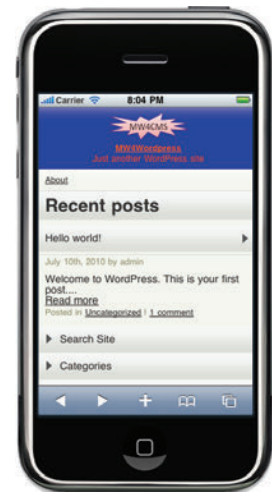 Carrier 8:04 PM
MW4CMS
MW4Wordpress
Just another WordPress site
About
Recent posts
Hello world!
July 10th, 2010 by admin
Welcome to WordPress. This is your first
post....
Read more
Posted in Uncategorized | 1 comment
Search Site
Categories